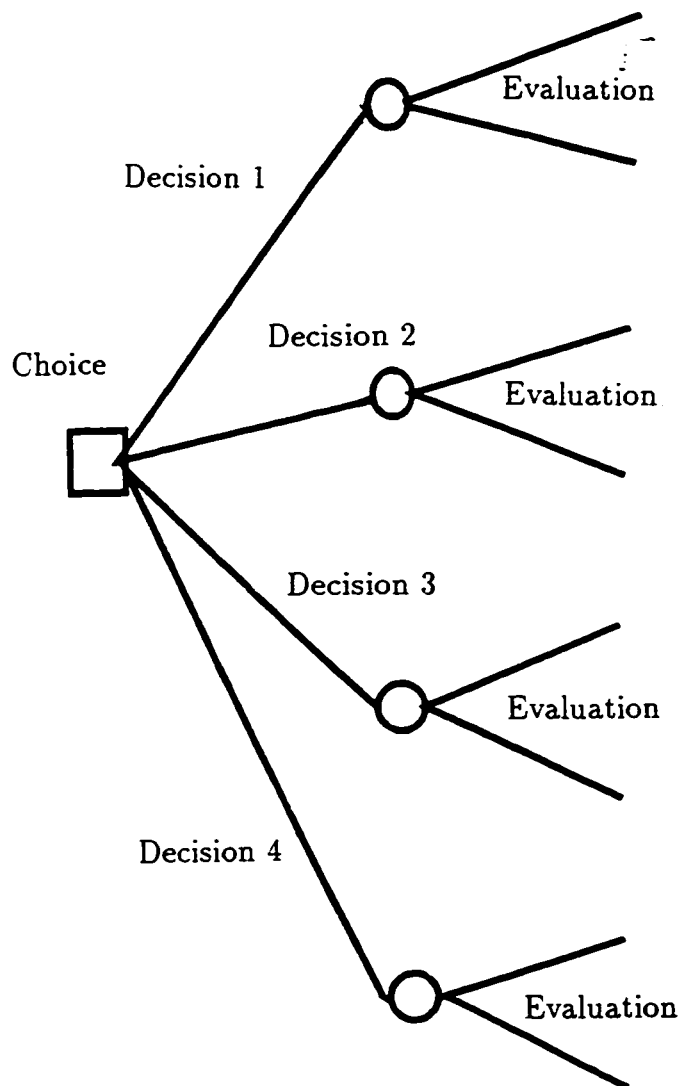 Evaluation
Decision 1
Decision 2
Choice
Evaluation
Decision 3
Evaluation
Decision 4
Evaluation